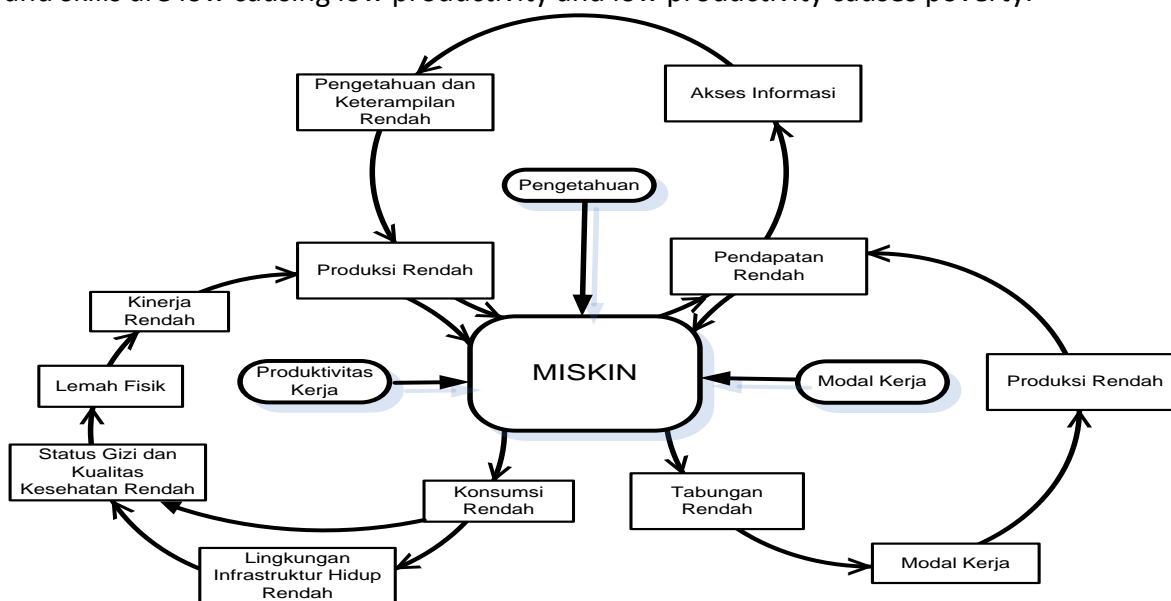 and skills are low causing low productivity and low productivity causes poverty.
Pengetahuan dan
Keterampilan
Rendah
Akses Informasi
Pengetahuan
Produksi Rendah
Pendapatan
Rendah
Kinerja
Rendah
Lemah Fisik
Produktivitas
Kerja
MISKIN
Modal Kerja
Produksi Rendah
Status Gizi dan
Kualitas
Kesehatan Rendah
Konsumsi
Rendah
Tabungan
Rendah
Lingkungan
Infrastruktur Hidup
Rendah
Modal Kerja